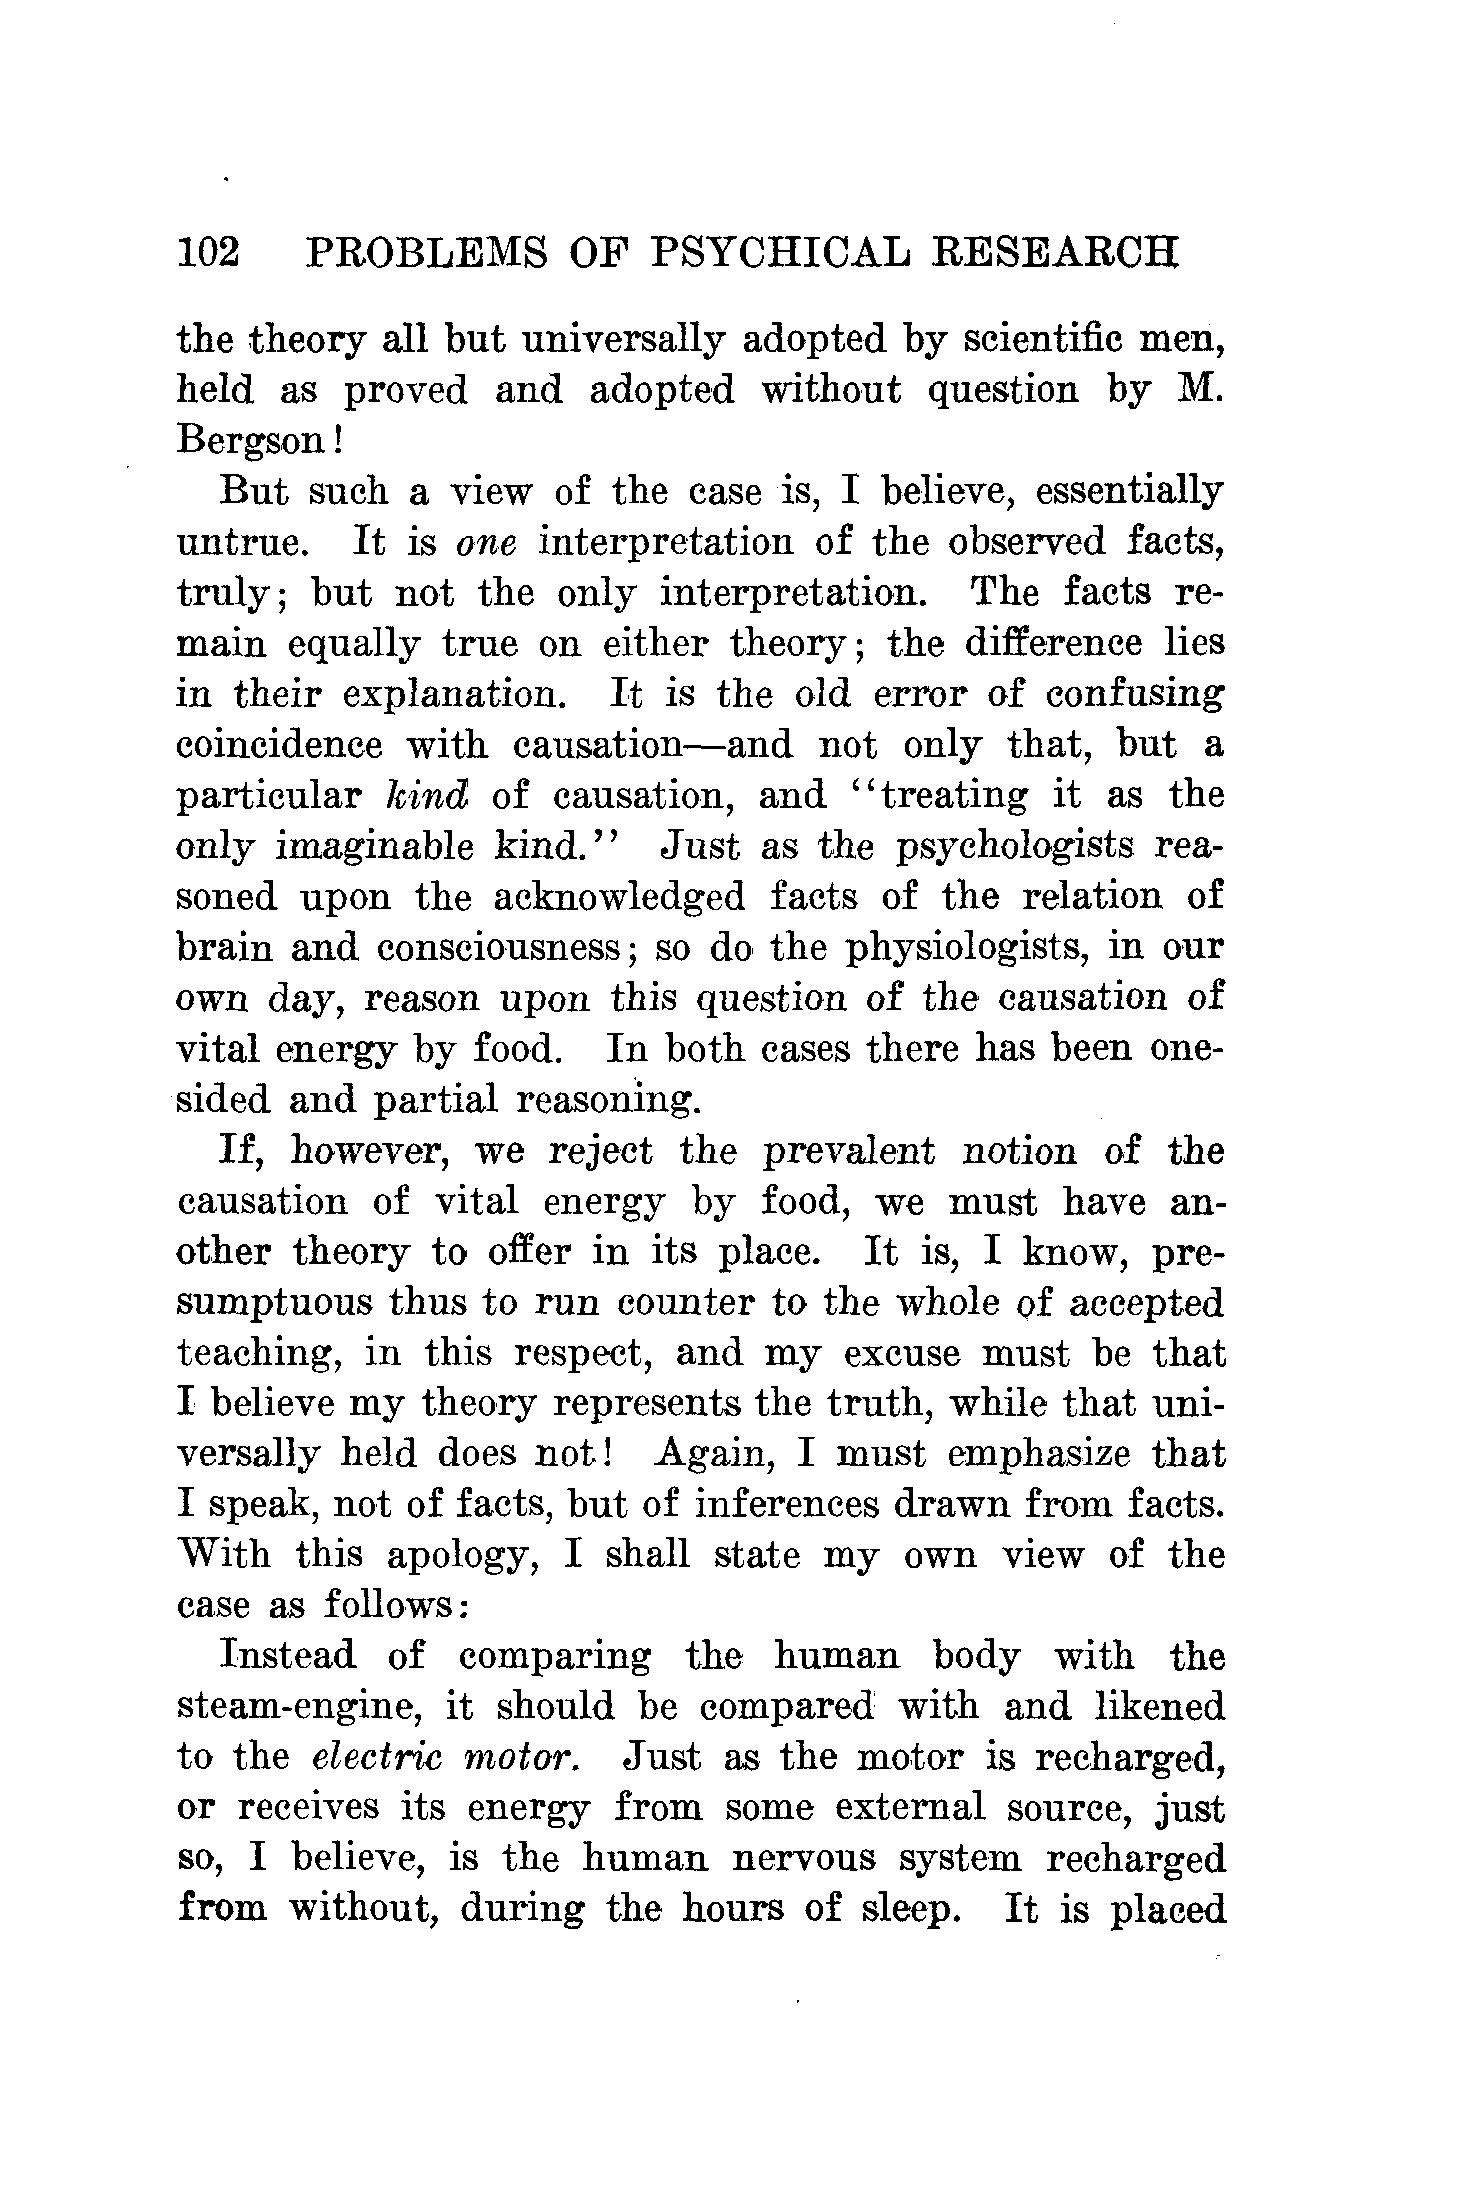 102 PROBLEMS OF PSYCHICAL RESEARCH
the theory all but universally adopted by scientific men,
held as proved and adopted without question by M.
Bergson!
But such a view of the case is, I believe, essentially
untrue. It is one interpretation of the observed facts,
truly; but not the only interpretation. The facts re-
main equally true on either theory; the difference lies
in their explanation. It is the old error of confusing
coincidence with causation—and not only that, but a
particular kind of causation, and "treating it as the
only imaginable kind." Just as the psychologists rea-
soned upon the acknowledged facts of the relation of
brain and consciousness; so do the physiologists, in our
own day, reason upon this question of the causation of
vital energy by food. In both cases there has been one-
sided and partial reasoning.
If, however, we reject the prevalent notion of the
causation of vital energy by food, we must have an-
other theory to offer in its place. It is, I know, pre-
sumptuous thus to run counter to the whole of accepted
teaching, in this respect, and my excuse must be that
I believe my theory represents the truth, while that uni-
versally held does not! Again, I must emphasize that
I speak, not of facts, but of inferences drawn from facts.
With this apology, I shall state my own view of the
case as follows:
Instead of comparing the human body with the
steam-engine, it should be compared with and likened
to the electric motor. Just as the motor is recharged,
or receives its energy from some external source, just
so, I believe, is the human nervous system recharged
from without, during the hours of sleep. It is placed